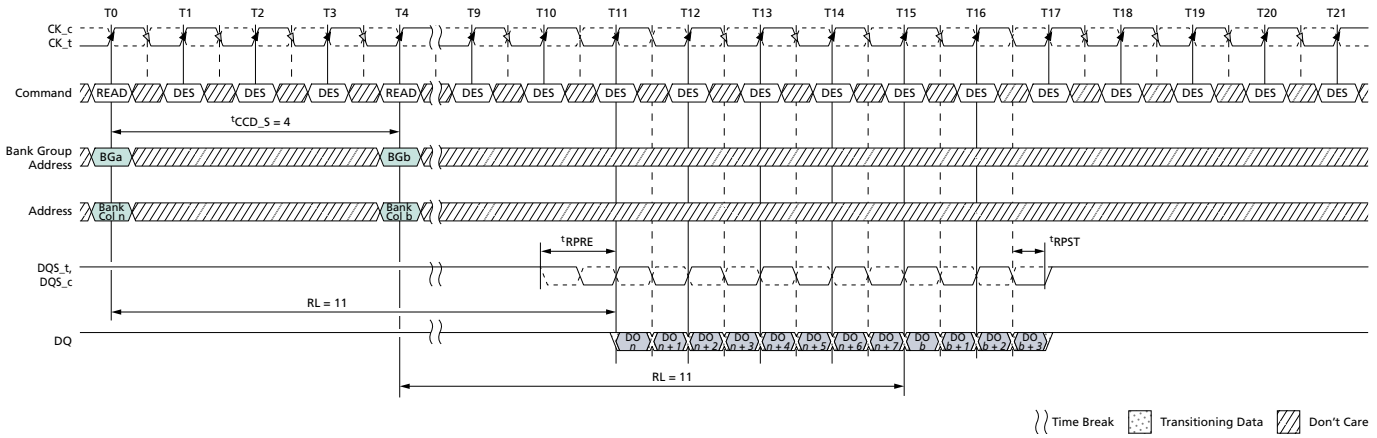 T0 T1 T2 T3 T4 T9 T10 T11 T12 T13 T14 T15 T16 T17 T18 T19 T20 T21
CK_c
CK_t
Command READ DES DES DES READ DES DES DES DES DES DES DES DES DES DES DES DES DES
tCCD_S = 4
Bank Group
Address
BGa BGb
Address
Bank
Col n
Bank
Col b
tRPRE tRPST
DQS_t,
DQS_c
RL = 11
DQ
DO
n
DO
n + 1
DO
n + 2
DO
n + 3
DO
n + 4
DO
n + 5
DO
n + 6
DO
n + 7
DO
b
DO
b + 1
DO
b + 2
DO
b + 3
RL = 11
Time Break Transitioning Data Don't Care